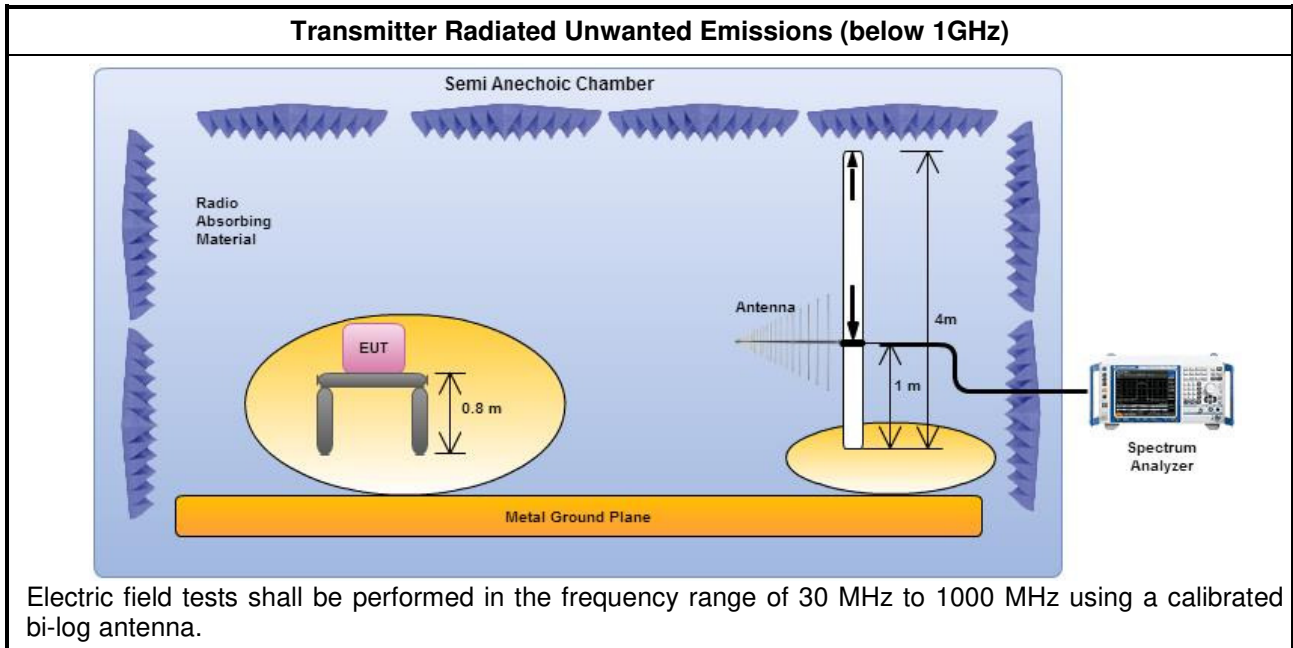 Transmitter Radiated Unwanted Emissions (below 1GHz)
Semi Anechoic Chamber
Radio
Absorbing
Material
Antenna
4m
EUT
1 m
0.8 m
Spectrum
Analyzer
Metal Ground Plane
Electric field tests shall be performed in the frequency range of 30 MHz to 1000 MHz using a calibrated
bi-log antenna.